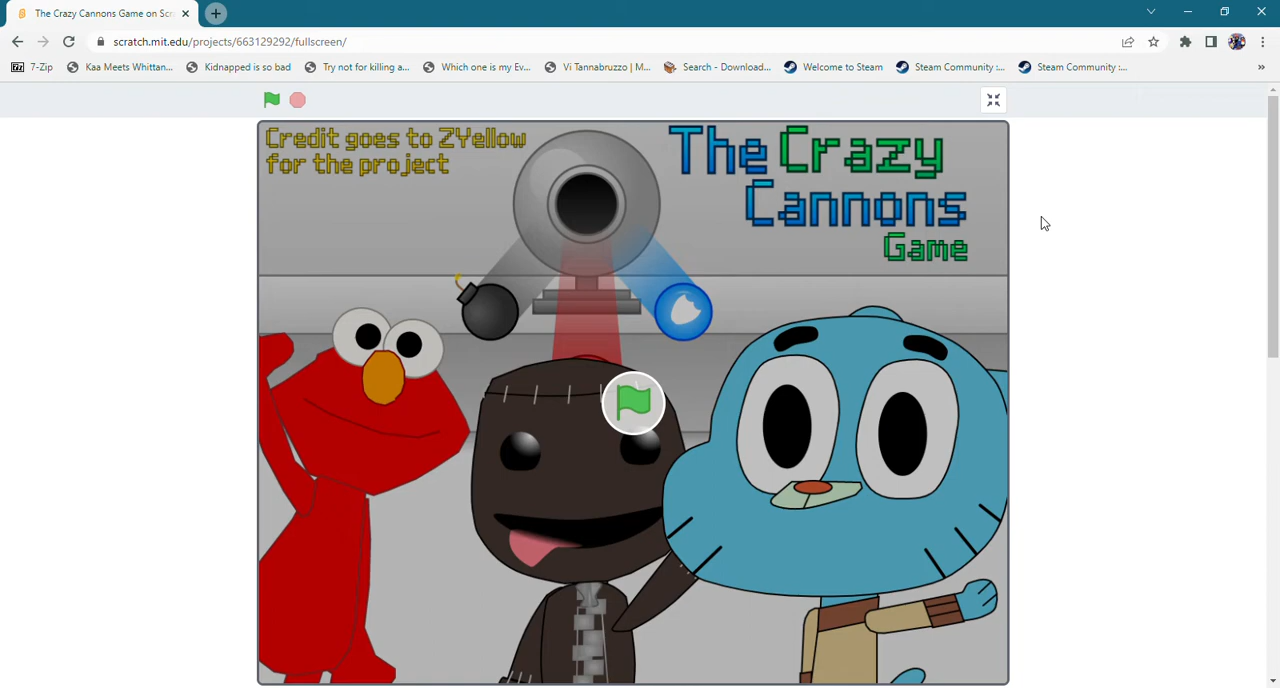 The Crazy Cannons Game on Scr
scratch.mit.edu/projects/663129292/fullscreen/
7-Zip
Kaa Meets Whittan...
Kidnapped is so bad
Try not for killing a...
Which one is my Ev...
Vi Tannabruzzo | M...
Search - Download...
Welcome to Steam
Steam Community :...
Steam Community :...
»
Credit goes to ZYellow
for the project
The Crazy
Cannons
Game